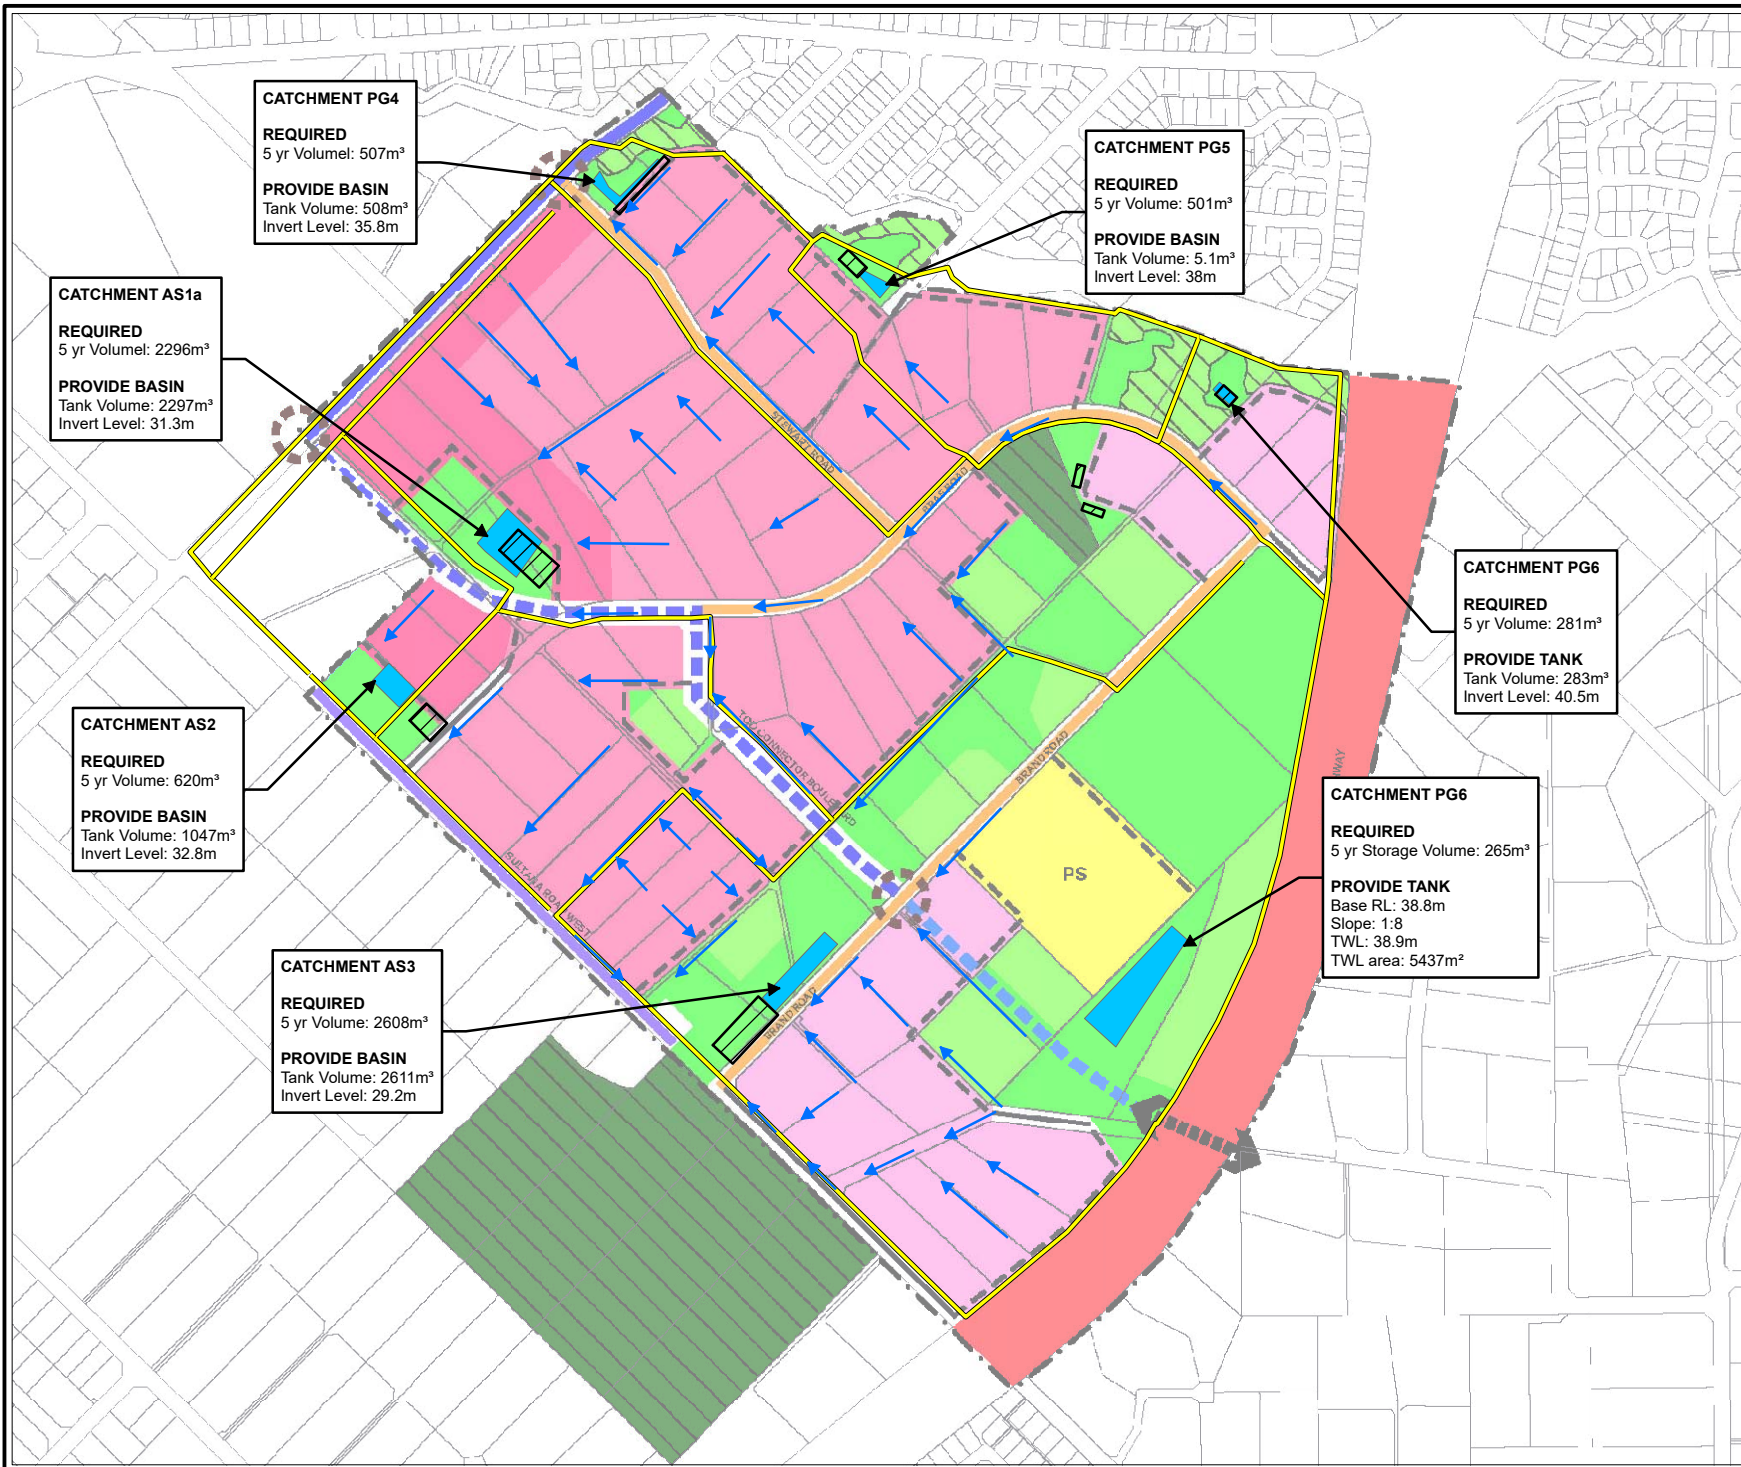 CATCHMENT PG4
REQUIRED
5 yr Volumel: 507m³
PROVIDE BASIN
Tank Volume: 508m³
Invert Level: 35.8m
CATCHMENT PG5
REQUIRED
5 yr Volume: 501m³
PROVIDE BASIN
Tank Volume: 5.1m³
Invert Level: 38m
CATCHMENT AS1a
REQUIRED
5 yr Volumel: 2296m³
PROVIDE BASIN
Tank Volume: 2297m³
Invert Level: 31.3m
STEWART ROAD
ROAD
CATCHMENT PG6
REQUIRED
5 yr Volume: 281m³
PROVIDE TANK
Tank Volume: 283m³
Invert Level: 40.5m
CATCHMENT AS2
REQUIRED
5 yr Volume: 620m³
PROVIDE BASIN
Tank Volume: 1047m³
Invert Level: 32.8m
BRAND ROAD
CATCHMENT PG6
REQUIRED
5 yr Storage Volume: 265m³
PROVIDE TANK
Base RL: 38.8m
Slope: 1:8
TWL: 38.9m
TWL area: 5437m²
PS
SULTANA ROAD WEST
CATCHMENT AS3
REQUIRED
5 yr Volume: 2608m³
PROVIDE BASIN
Tank Volume: 2611m³
Invert Level: 29.2m
BRAND ROAD